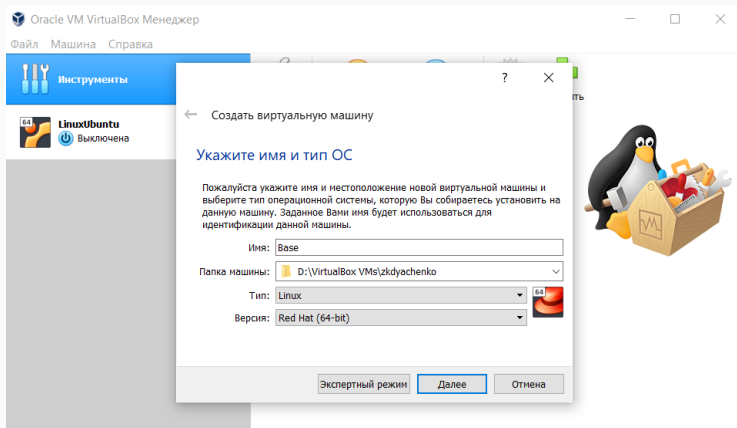 Oracle VM VirtualBox Менеджер
Файл Машина Справка
Инструменты
64
LinuxUbuntu
Выключена
?
ть
Создать виртуальную машину
Укажите имя и тип ОС
Пожалуйста укажите имя и местоположение новой виртуальной машины и
выберите тип операционной системы, которую Вы собираетесь установить на
данную машину. Заданное Вами имя будет использоваться для
идентификации данной машины.
Имя: Base
Папка машины: D:\VirtualBox VMs\zkdyachenko
Тип: Linux
64
Версия: Red Hat (64-bit)
Экспертный режим Далее Отмена